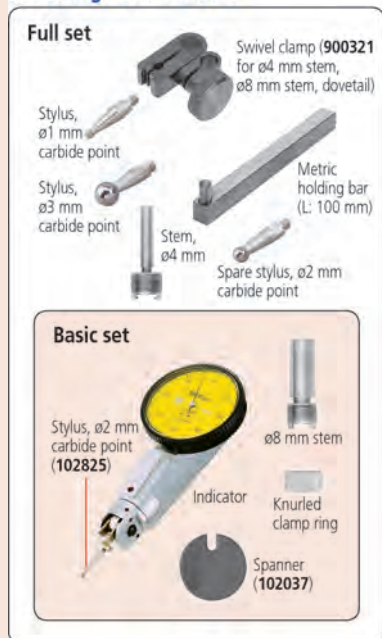 Full set
Swivel clamp (900321
for ø4 mm stem,
ø8 mm stem, dovetail)
Stylus,
ø1 mm
carbide point
Stylus,
ø3 mm
carbide point
Metric
holding bar
(L: 100 mm)
Stem,
ø4 mm
Spare stylus, ø2 mm
carbide point
Basic set
Stylus, ø2 mm
carbide point
(102825)
ø8 mm stem
Indicator
Knurled
clamp ring
Spanner
(102037)